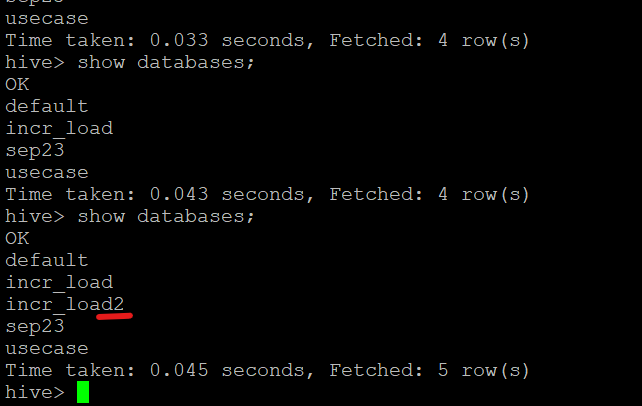 usecase
Time taken: 0.033 seconds, Fetched: 4 row(s)
hive> show databases;
OK
default
incr_load
sep23
usecase
Time taken: 0.043 seconds, Fetched: 4 row(s)
hive> show databases;
OK
default
incr_load
incr_load2
sep23
usecase
Time taken: 0.045 seconds, Fetched: 5 row(s)
hive>